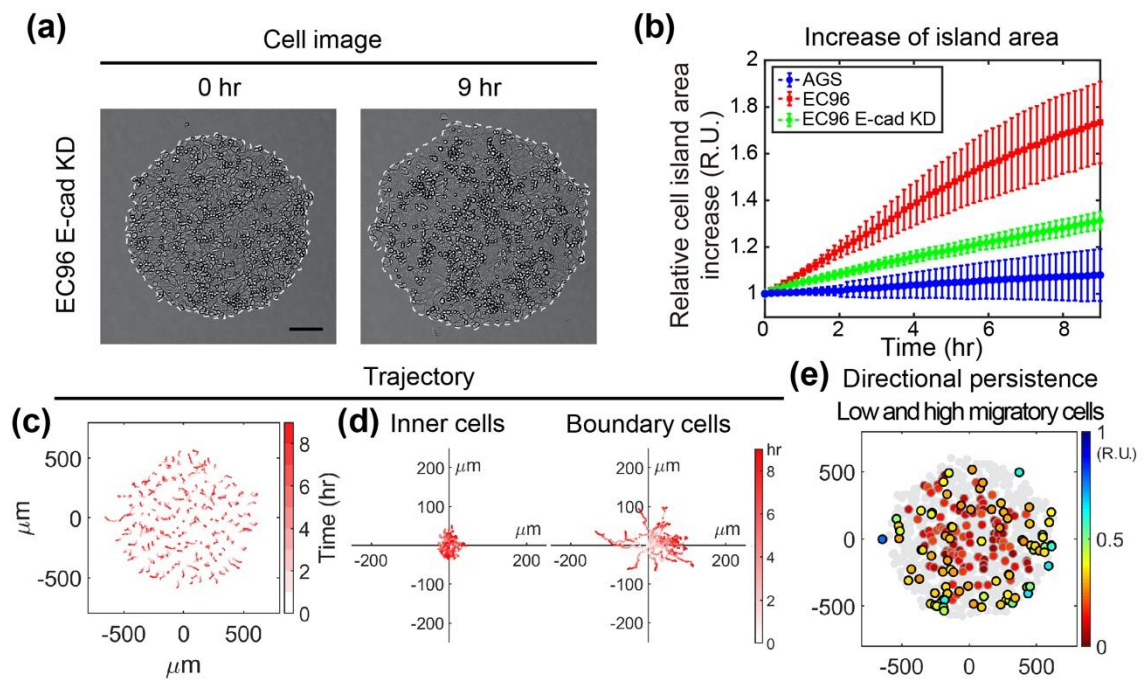 (a)
Cell image
0 hr
9 hr
EC96 E-cad KD
(b)
Increase of island area
Relative cell island area
increase (R.U.)
2
1.8
1.6
1.4
1.2
1
AGS
EC96
EC96 E-cad KD
0
2
4
6
8
Time (hr)
Trajectory
(c)
μm
500
0
-500
-500
0
500
μm
8
6
4
2
0
Time (hr)
(d)
Inner cells
μm
200
100
-200
200
-100
-200
Boundary cells
μm
200
100
-200
200
-100
-200
hr
8
6
4
2
0
(e)
Directional persistence
Low and high migratory cells
500
0
-500
-500
0
500
1
(R.U.)
0.5
0